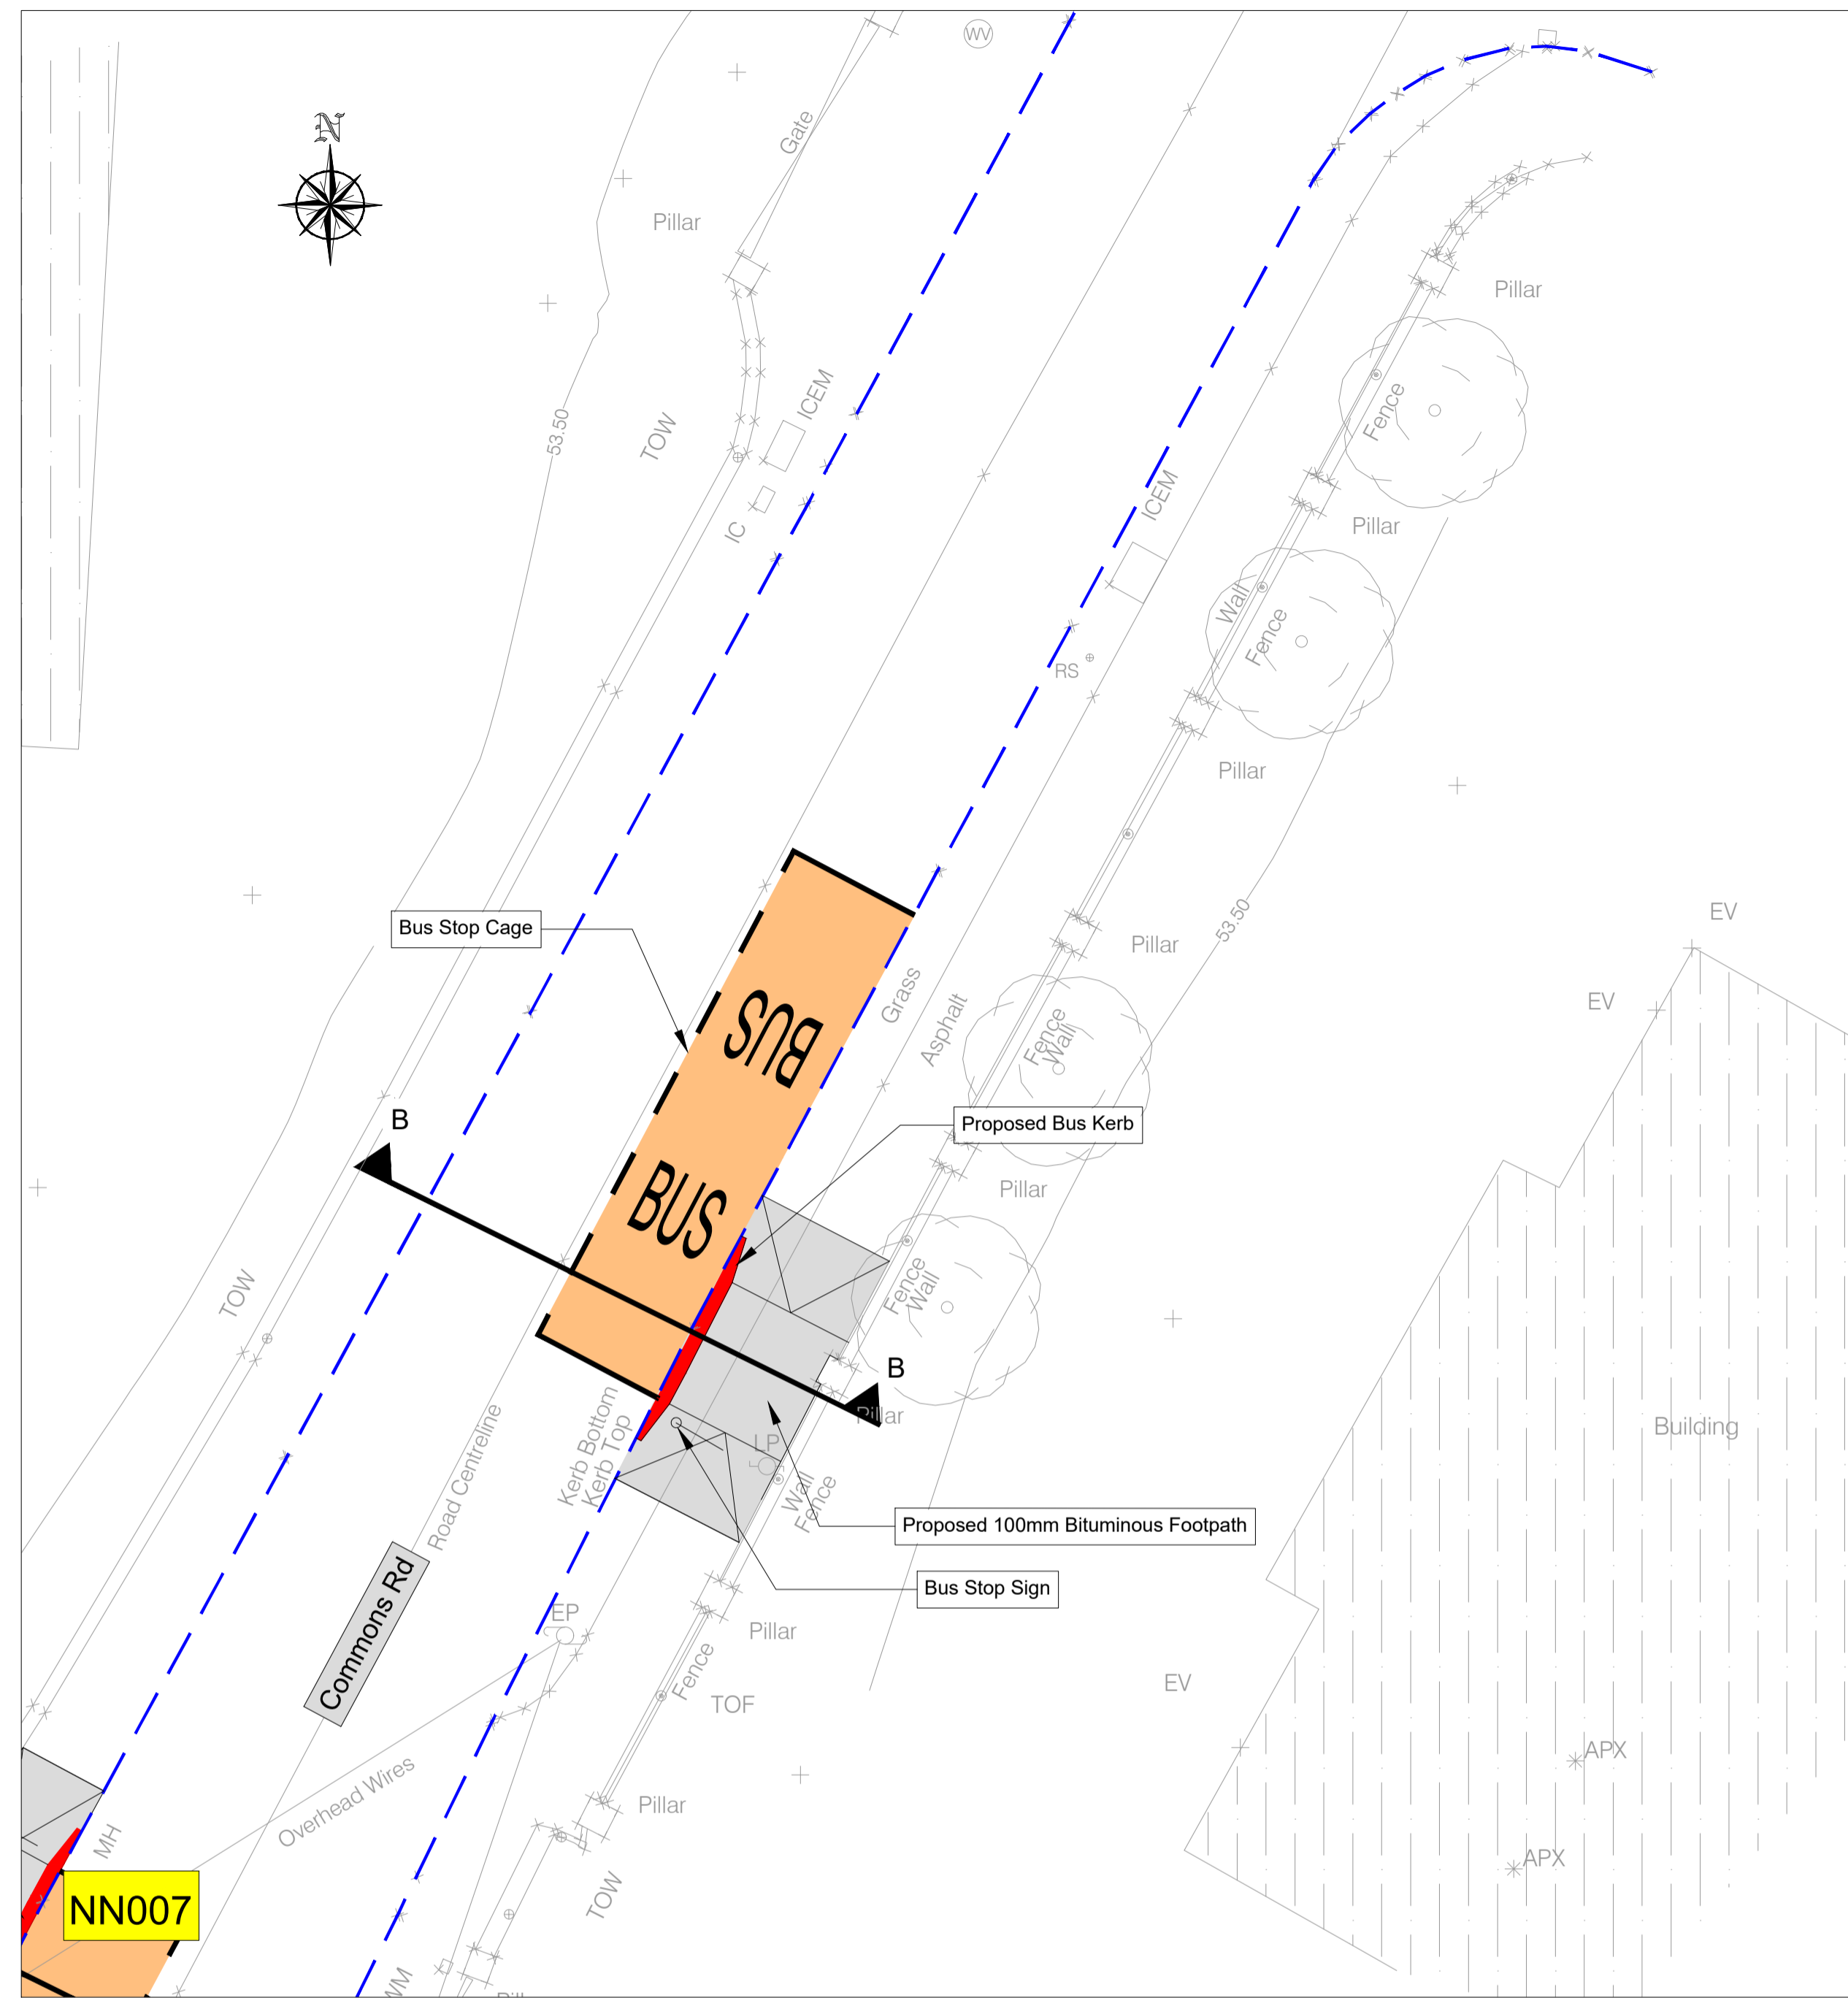 WV
N
Gate
Pillar
Pillar
ICEM
53.50
TOW
Fence
ICEM
Pillar
IC
Wall
Fence
RS
Pillar
EV
Bus Stop Cage
53.50
Pillar
Grass
EV
BUS
Asphalt
Fence
Wall
B
Proposed Bus Kerb
Pillar
BUS
TOW
Fence
Wall
B
Pillar
Kerb Bottom
Kerb Top
Building
LP
Road Centreline
Wall
Fence
Proposed 100mm Bituminous Footpath
Bus Stop Sign
EP
Commons Rd
Pillar
Fence
EV
TOF
APX
Overhead Wires
Pillar
MH
APX
NN007
TOW
WM